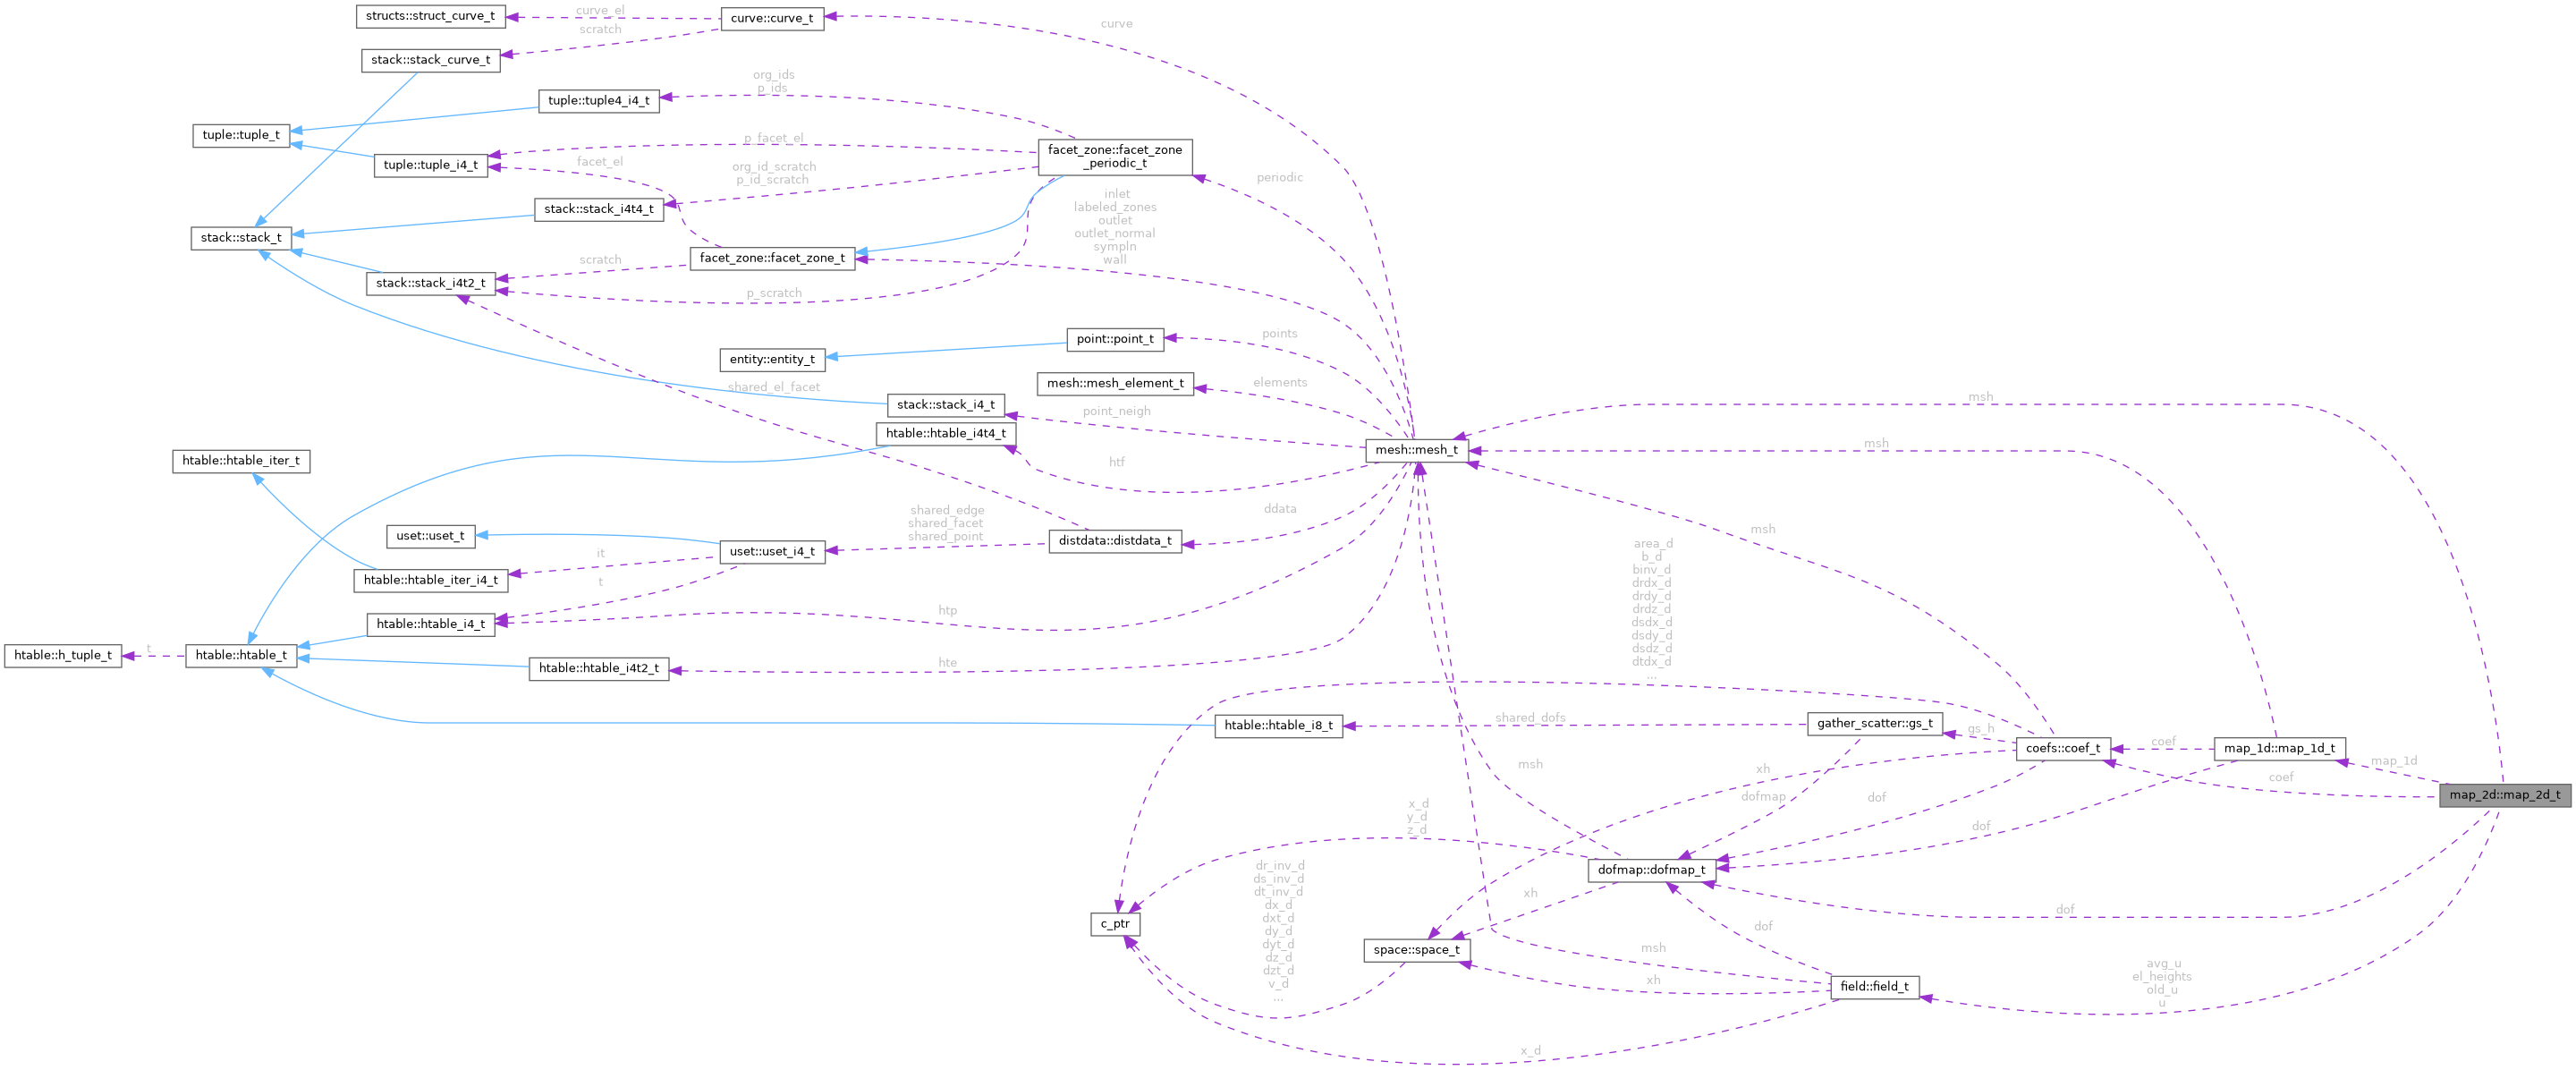 structs::struct_curve_t
curve_el
scratch
curve::curve_t
curve
stack::stack_curve_t
org_ids
p_ids
tuple::tuple4_i4_t
tuple::tuple_t
p_facet_el
facet_zone::facet_zone
_periodic_t
tuple::tuple_i4_t
facet_el
org_id_scratch
p_id_scratch
periodic
inlet
labeled_zones
outlet
outlet_normal
sympln
wall
stack::stack_i4t4_t
stack::stack_t
facet_zone::facet_zone_t
scratch
stack::stack_i4t2_t
p_scratch
points
point::point_t
entity::entity_t
elements
mesh::mesh_element_t
shared_el_facet
msh
stack::stack_i4_t
point_neigh
htable::htable_i4t4_t
msh
mesh::mesh_t
htable::htable_iter_t
htf
shared_edge
shared_facet
shared_point
ddata
msh
uset::uset_t
distdata::distdata_t
uset::uset_i4_t
it
t
area_d
b_d
binv_d
drdx_d
drdy_d
drdz_d
dsdx_d
dsdy_d
dsdz_d
dtdx_d
...
htable::htable_iter_i4_t
htp
htable::htable_i4_t
htable::h_tuple_t
t
htable::htable_t
hte
htable::htable_i4t2_t
htable::htable_i8_t
shared_dofs
gather_scatter::gs_t
gs_h
coefs::coef_t
coef
map_1d::map_1d_t
map_1d
coef
map_2d::map_2d_t
msh
xh
dofmap
dof
x_d
y_d
z_d
dof
dofmap::dofmap_t
dr_inv_d
ds_inv_d
dt_inv_d
dx_d
dxt_d
dy_d
dyt_d
dz_d
dzt_d
v_d
...
xh
dof
c_ptr
dof
space::space_t
msh
xh
avg_u
el_heights
old_u
u
field::field_t
x_d